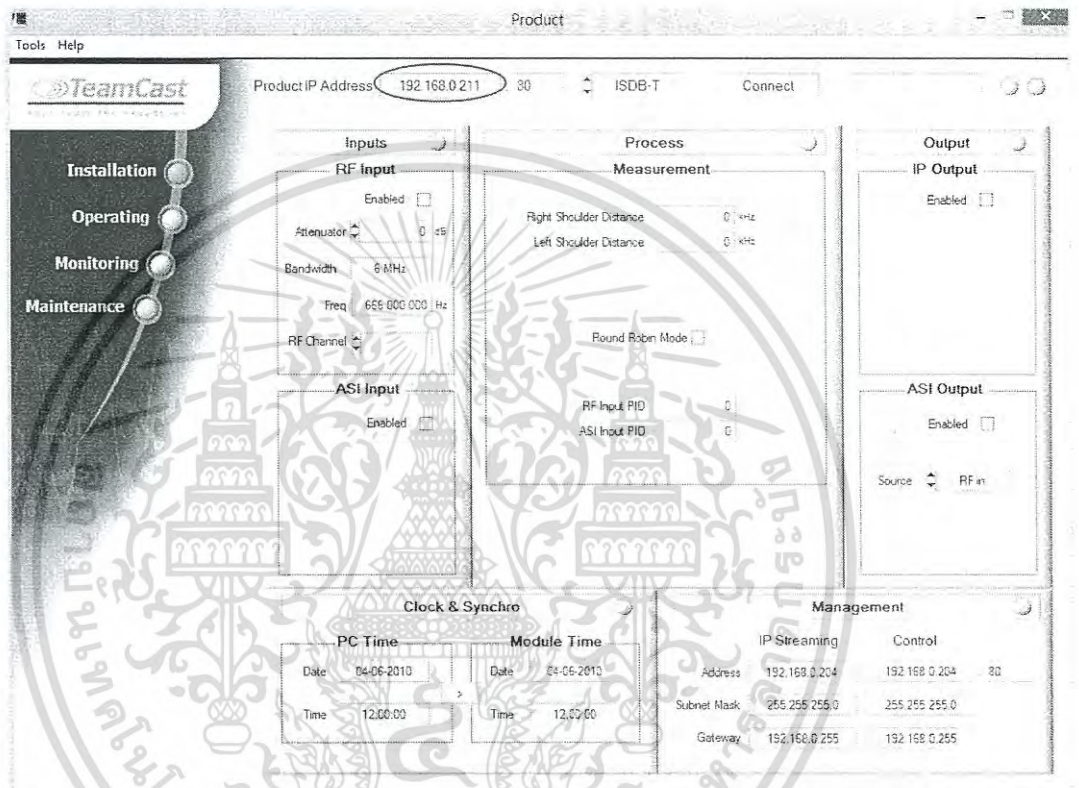 Product
Tools Help
TeamCast
Product IP Address 192.168.0.211 : 80 ISDB-T Connect
Installation
Operating
Monitoring
Maintenance
Inputs
RF Input
Enabled
Attenuator 0 dB
Bandwidth 6 MHz
Freq 666 000 000 Hz
RF Channel
ASI Input
Enabled
Process
Measurement
Right Shoulder Distance 0 kHz
Left Shoulder Distance 0 kHz
Round Robin Mode
RF Input PID 0
ASI Input PID 0
Output
IP Output
Enabled
ASI Output
Enabled
Source RF in
Clock & Synchro
PC Time
Date 04-06-2010
Time 12:00:00
>
Module Time
Date 04-06-2010
Time 12:00:00
Management
IP Streaming Control
Address 192.168.0.204 192.168.0.204 80
Subnet Mask 255.255.255.0 255.255.255.0
Gateway 192.168.0.255 192.168.0.255